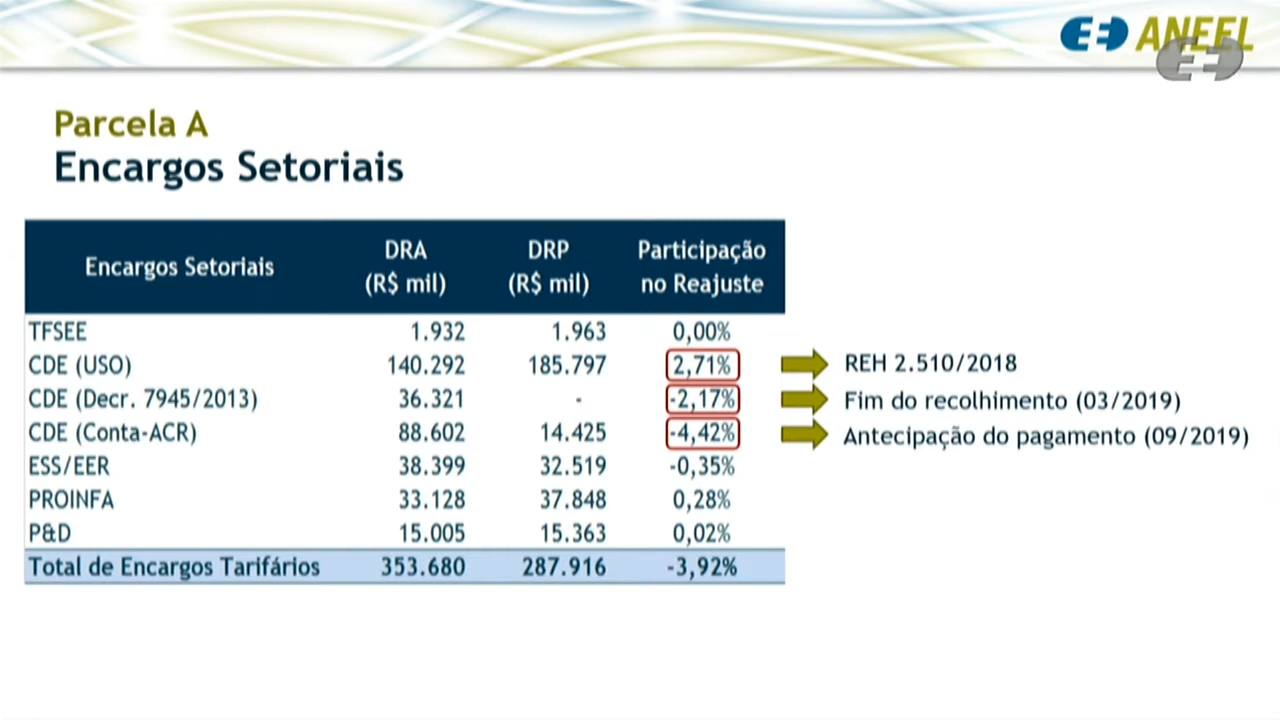 ANEEL
Parcela A
Encargos Setoriais
Encargos Setoriais DRA (R$ mil) DRP (R$ mil) Participação no Reajuste
TFSEE 1.932 1.963 0,00%
CDE (USO) 140.292 185.797 2,71% REH 2.510/2018
CDE (Decr. 7945/2013) 36.321 - -2,17% Fim do recolhimento (03/2019)
CDE (Conta-ACR) 88.602 14.425 -4,42% Antecipação do pagamento (09/2019)
ESS/EER 38.399 32.519 -0,35%
PROINFA 33.128 37.848 0,28%
P&D 15.005 15.363 0,02%
Total de Encargos Tarifários 353.680 287.916 -3,92%